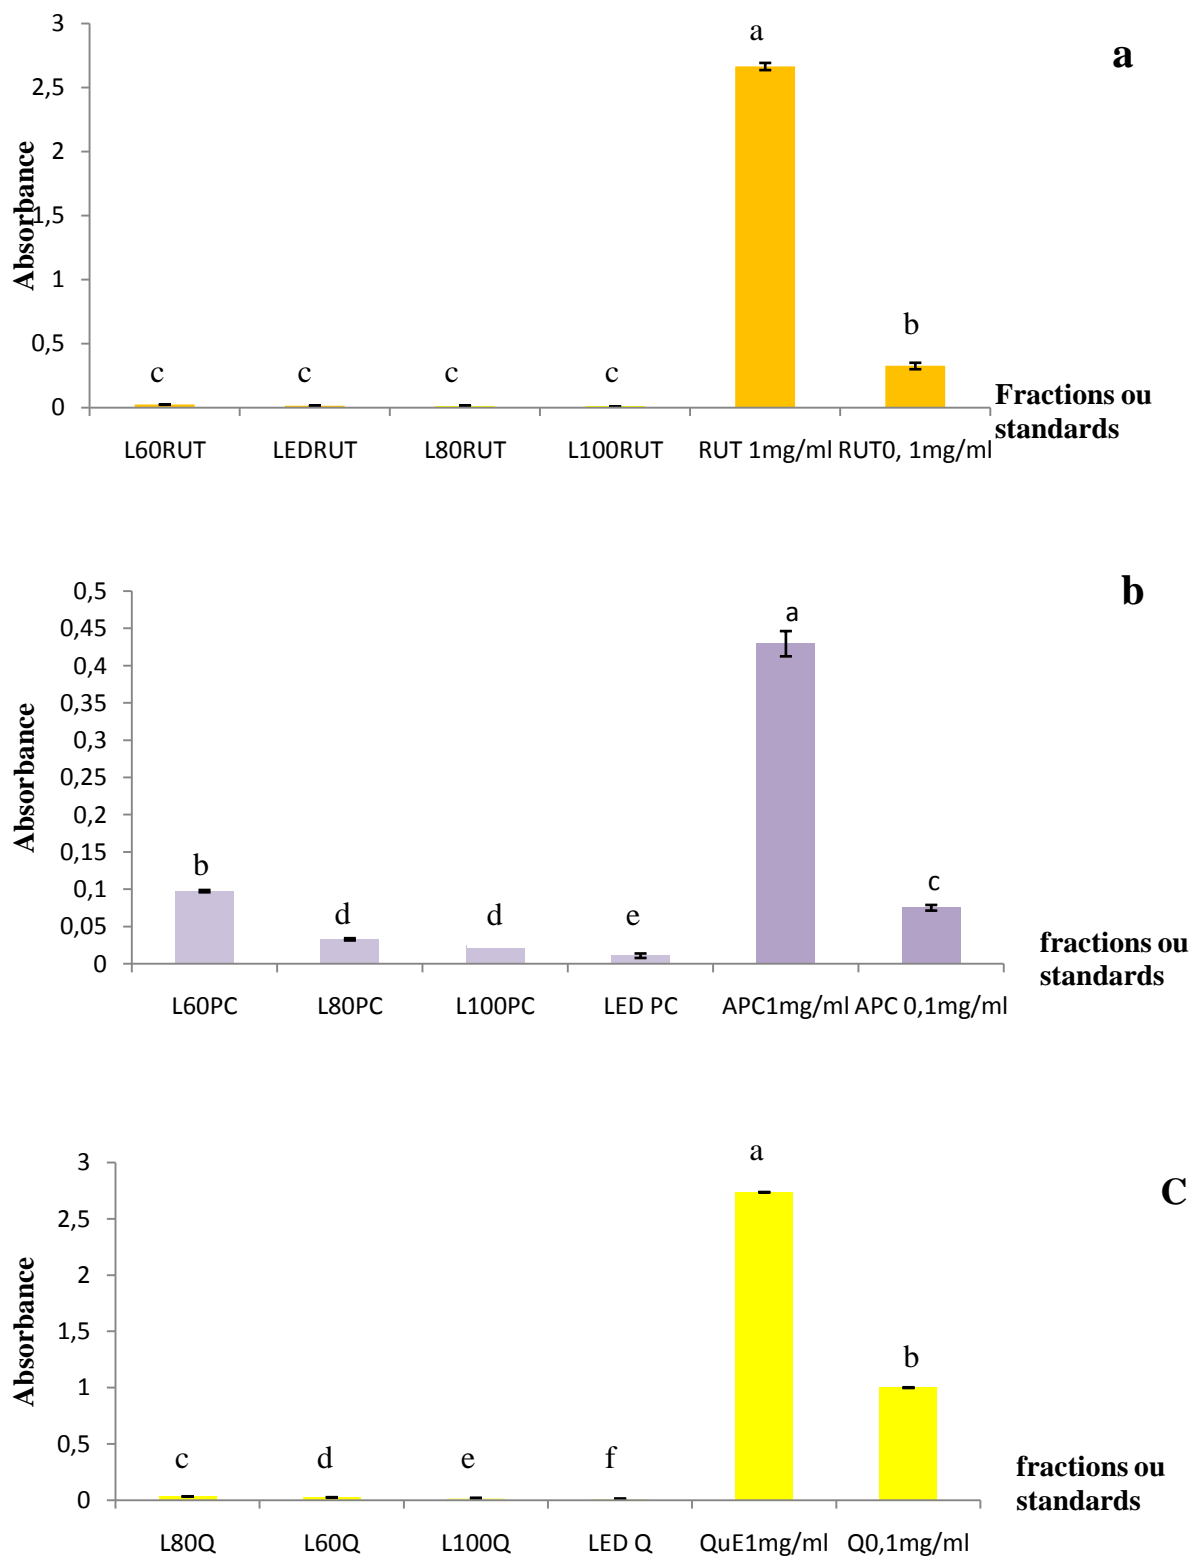 a
3
2,5
2
1,5
1
0,5
0
Absorbance
a
b
c c c c
L60RUT LEDRUT L80RUT L100RUT RUT 1mg/ml RUT0, 1mg/ml
Fractions ou
standards
b
0,5
0,45
0,4
0,35
0,3
0,25
0,2
0,15
0,1
0,05
0
Absorbance
b d d e a c
L60PC L80PC L100PC LED PC APC1mg/ml APC 0,1mg/ml
fractions ou
standards
C
3
2,5
2
1,5
1
0,5
0
Absorbance
a
b
c d e f
L80Q L60Q L100Q LED Q QuE1mg/ml Q0,1mg/ml
fractions ou
standards